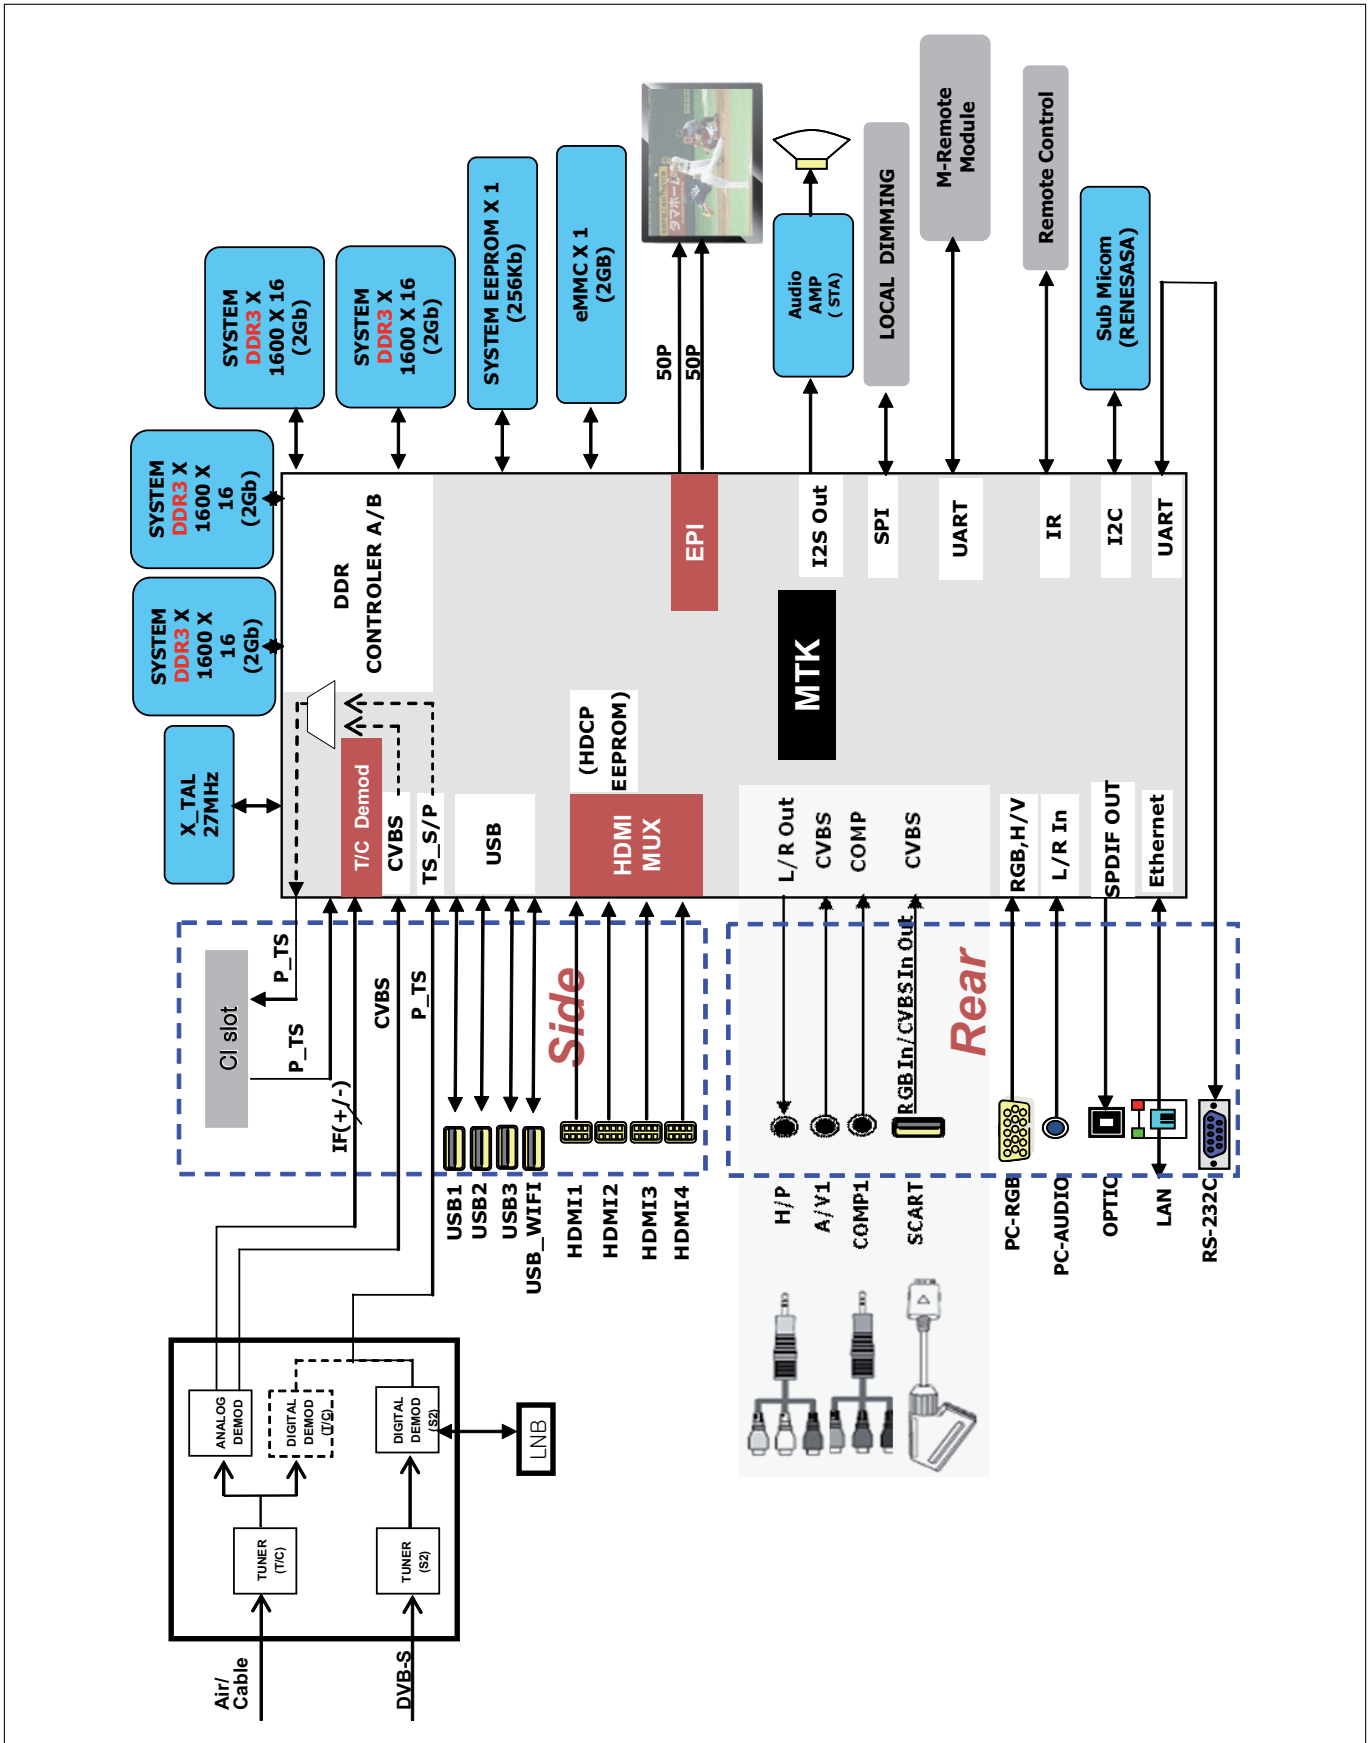 Air/
Cable
DVB-S
TUNER
(T/C)
TUNER
(S2)
ANALOG
DEMOD
DIGITAL
DEMOD
(T/C)
DIGITAL
DEMOD
(S2)
LNB
CI slot
P_TS
P_TS
IF(+/-)
CVBS
P_TS
Side
USB1
USB2
USB3
USB_WIFI
HDMI1
HDMI2
HDMI3
HDMI4
H/P
A/V1
COMP1
SCART
RGB In/CVBS In Out
Rear
PC-RGB
PC-AUDIO
OPTIC
LAN
RS-232C
X_TAL
27MHz
SYSTEM
DDR3 X
1600 X
16
(2Gb)
SYSTEM
DDR3 X
1600 X
16
(2Gb)
SYSTEM
DDR3 X
1600 X 16
(2Gb)
SYSTEM
DDR3 X
1600 X 16
(2Gb)
SYSTEM EEPROM X 1
(256Kb)
eMMC X 1
(2GB)
T/C Demod
CVBS
TS_S/P
USB
HDMI
MUX
(HDCP
EEPROM)
DDR
CONTROLER A/B
L/R Out
CVBS
COMP
CVBS
RGB,H/V
L/R In
SPDIF OUT
Ethernet
MTK
EPI
I2S Out
SPI
UART
IR
I2C
UART
50P
50P
タマホーム
Audio
AMP
( STA)
LOCAL DIMMING
M-Remote
Module
Remote Control
Sub Micom
(RENESASA)